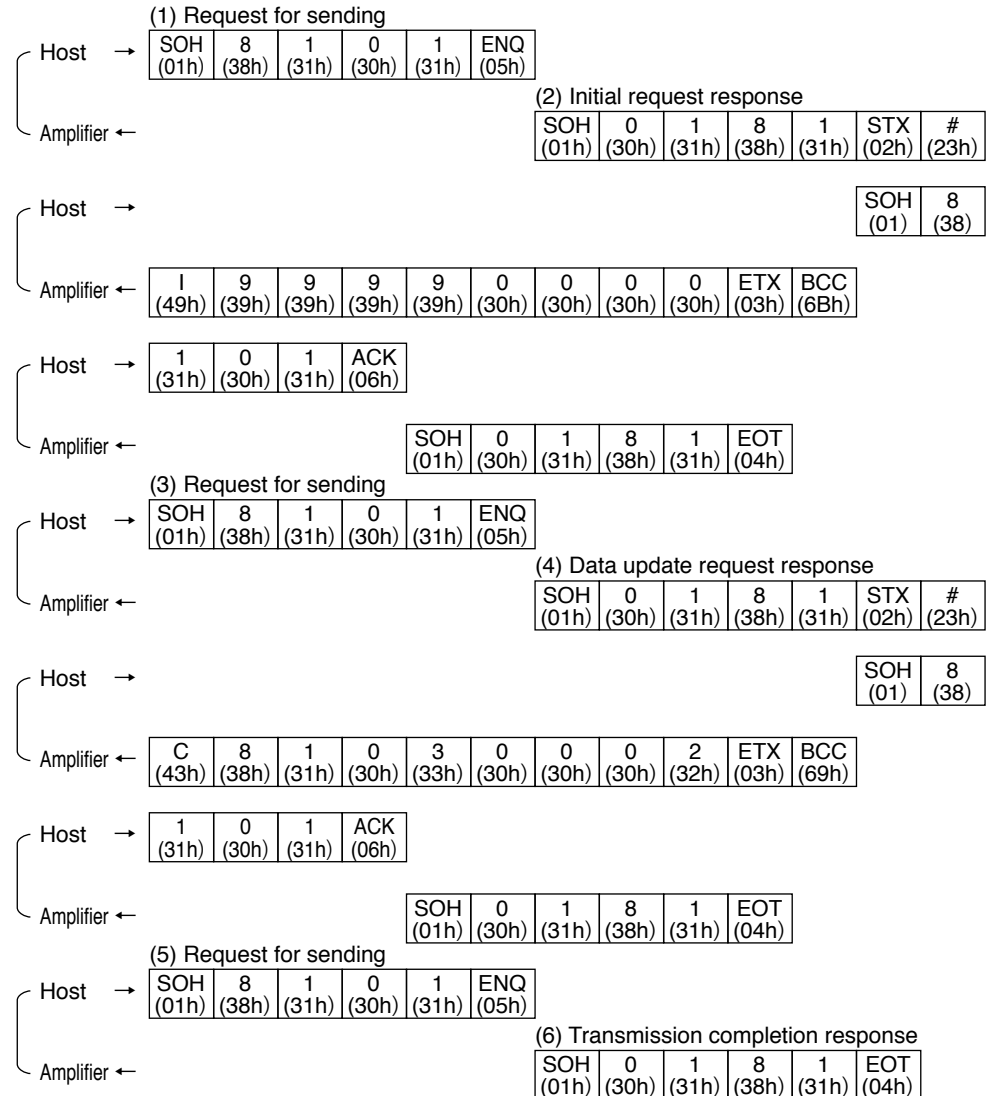 (1) Request for sending
Host → SOH 8 1 0 1 ENQ
(01h) (38h) (31h) (30h) (31h) (05h)
(2) Initial request response
Amplifier ← SOH 0 1 8 1 STX #
(01h) (30h) (31h) (38h) (31h) (02h) (23h)
Host → SOH 8
(01) (38)
Amplifier ← I 9 9 9 9 0 0 0 0 ETX BCC
(49h) (39h) (39h) (39h) (39h) (30h) (30h) (30h) (30h) (03h) (6Bh)
Host → 1 0 1 ACK
(31h) (30h) (31h) (06h)
Amplifier ← SOH 0 1 8 1 EOT
(01h) (30h) (31h) (38h) (31h) (04h)
(3) Request for sending
Host → SOH 8 1 0 1 ENQ
(01h) (38h) (31h) (30h) (31h) (05h)
(4) Data update request response
Amplifier ← SOH 0 1 8 1 STX #
(01h) (30h) (31h) (38h) (31h) (02h) (23h)
Host → SOH 8
(01) (38)
Amplifier ← C 8 1 0 3 0 0 0 2 ETX BCC
(43h) (38h) (31h) (30h) (33h) (30h) (30h) (30h) (32h) (03h) (69h)
Host → 1 0 1 ACK
(31h) (30h) (31h) (06h)
Amplifier ← SOH 0 1 8 1 EOT
(01h) (30h) (31h) (38h) (31h) (04h)
(5) Request for sending
Host → SOH 8 1 0 1 ENQ
(01h) (38h) (31h) (30h) (31h) (05h)
(6) Transmission completion response
Amplifier ← SOH 0 1 8 1 EOT
(01h) (30h) (31h) (38h) (31h) (04h)